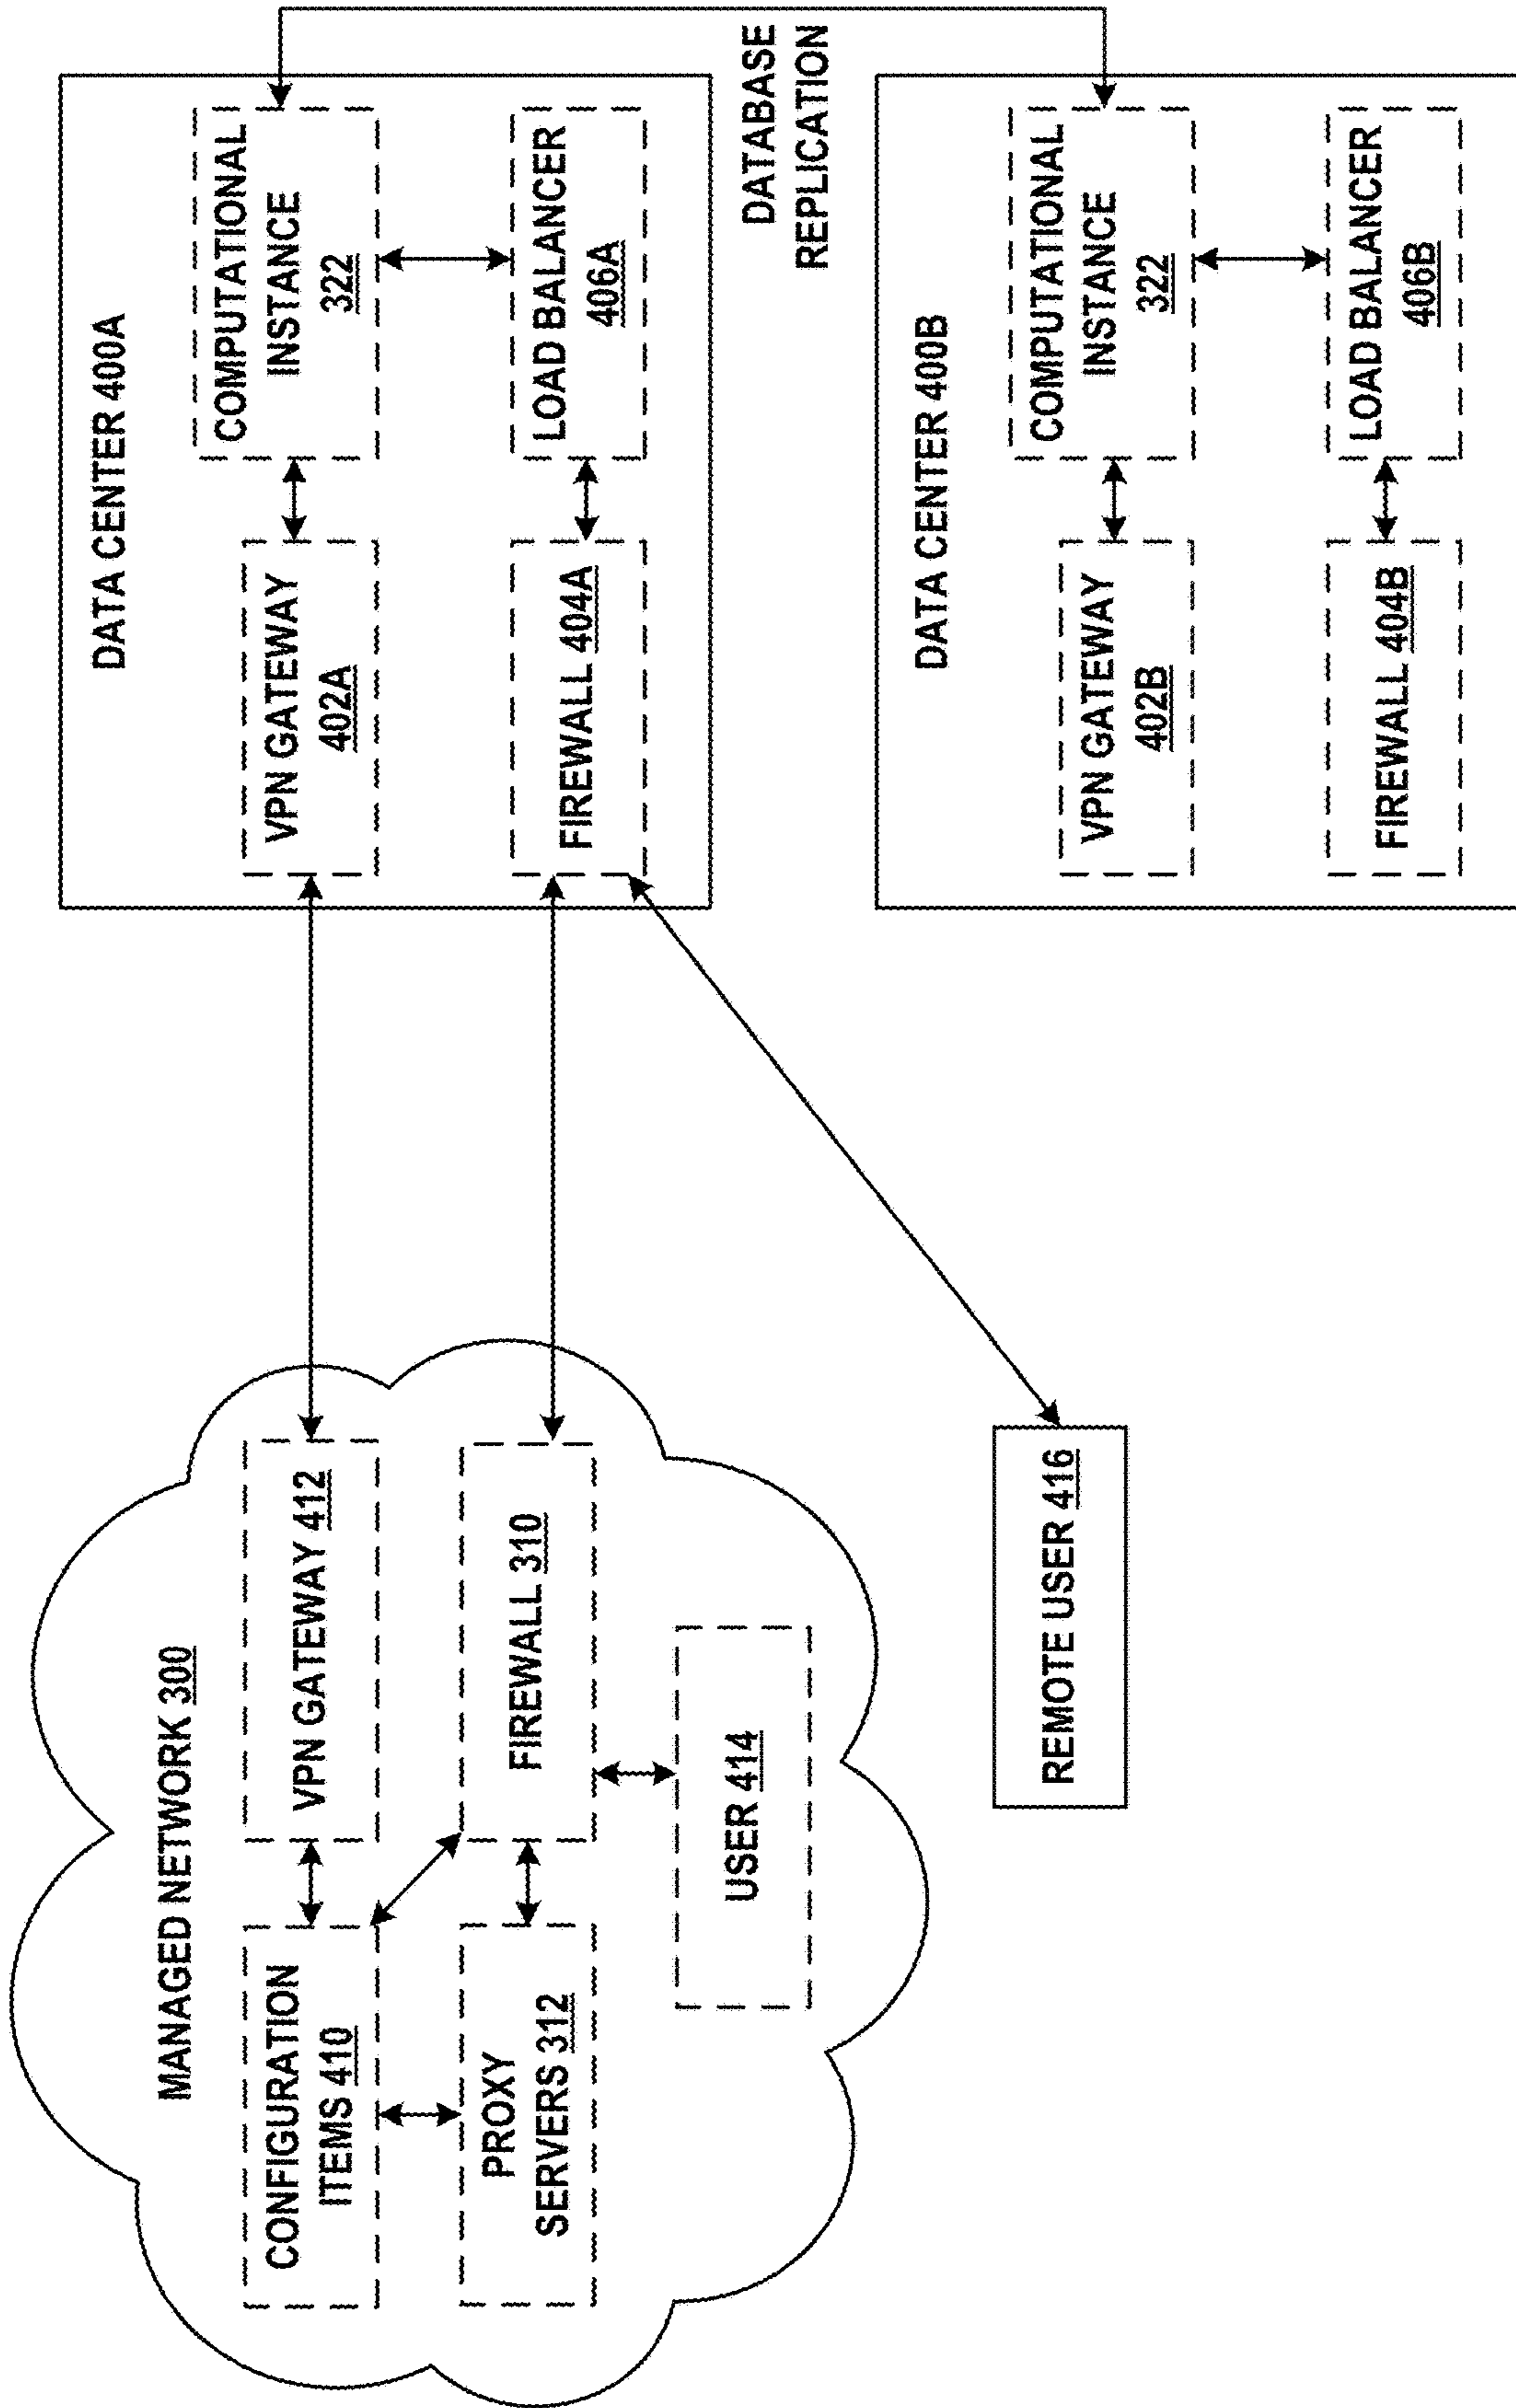 MANAGED NETWORK 300
CONFIGURATION
ITEMS 410
VPN GATEWAY 412
PROXY
SERVERS 312
FIREWALL 310
USER 414
REMOTE USER 416
DATA CENTER 400A
VPN GATEWAY
402A
COMPUTATIONAL
INSTANCE
322
FIREWALL 404A
LOAD BALANCER
406A
DATABASE
REPLICATION
DATA CENTER 400B
VPN GATEWAY
402B
COMPUTATIONAL
INSTANCE
322
FIREWALL 404B
LOAD BALANCER
406B